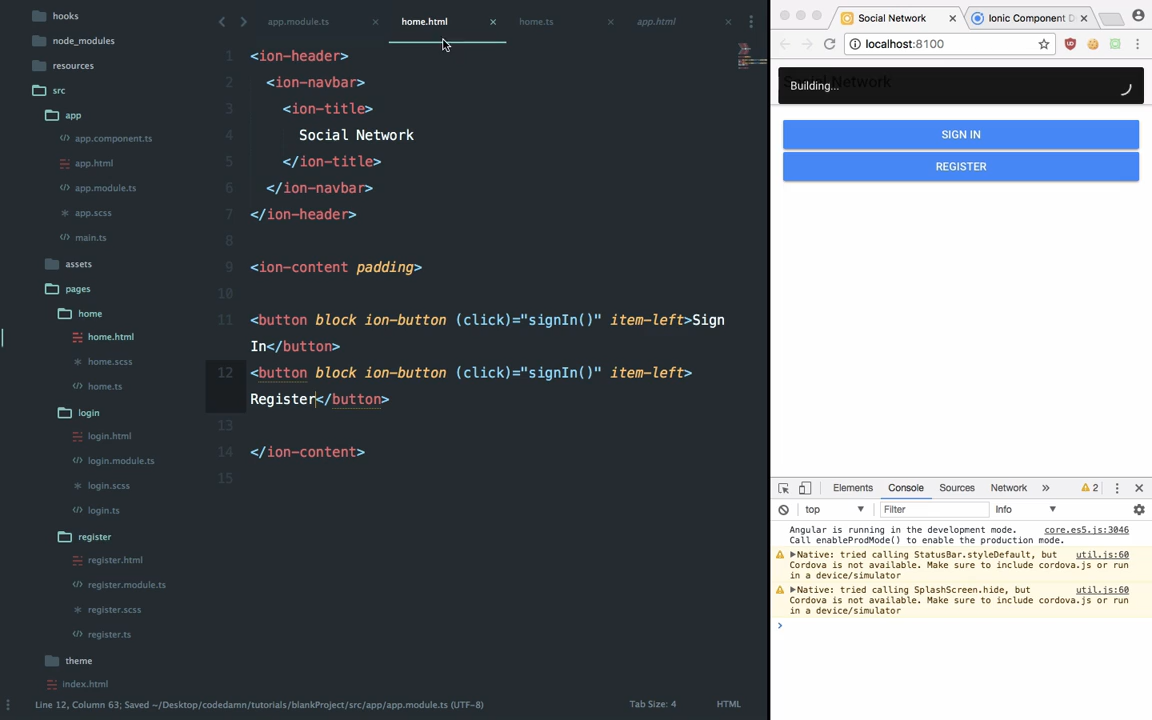 hooks
node_modules
resources
src
app
app.component.ts
app.html
app.module.ts
app.scss
main.ts
assets
pages
home
home.html
home.scss
home.ts
login
login.html
login.module.ts
login.scss
login.ts
register
register.html
register.module.ts
register.scss
register.ts
theme
index.html
app.module.ts
home.html
home.ts
app.html
1 <ion-header>
2 <ion-navbar>
3 <ion-title>
4 Social Network
5 </ion-title>
6 </ion-navbar>
7 </ion-header>
8
9 <ion-content padding>
10
11 <button block ion-button (click)="signIn()" item-left>Sign
In</button>
12 <button block ion-button (click)="signIn()" item-left>
Register</button>
13
14 </ion-content>
15
Line 12, Column 63; Saved ~/Desktop/codedamn/tutorials/blankProject/src/app/app.module.ts (UTF-8)
Tab Size: 4
HTML
Social Network
Ionic Component D
localhost:8100
Social Network
Building...
SIGN IN
REGISTER
Elements Console Sources Network » 2
top Filter Info
Angular is running in the development mode. core.es5.js:3046
Call enableProdMode() to enable the production mode.
Native: tried calling StatusBar.styleDefault, but util.js:60
Cordova is not available. Make sure to include cordova.js or run
in a device/simulator
Native: tried calling SplashScreen.hide, but util.js:60
Cordova is not available. Make sure to include cordova.js or run
in a device/simulator